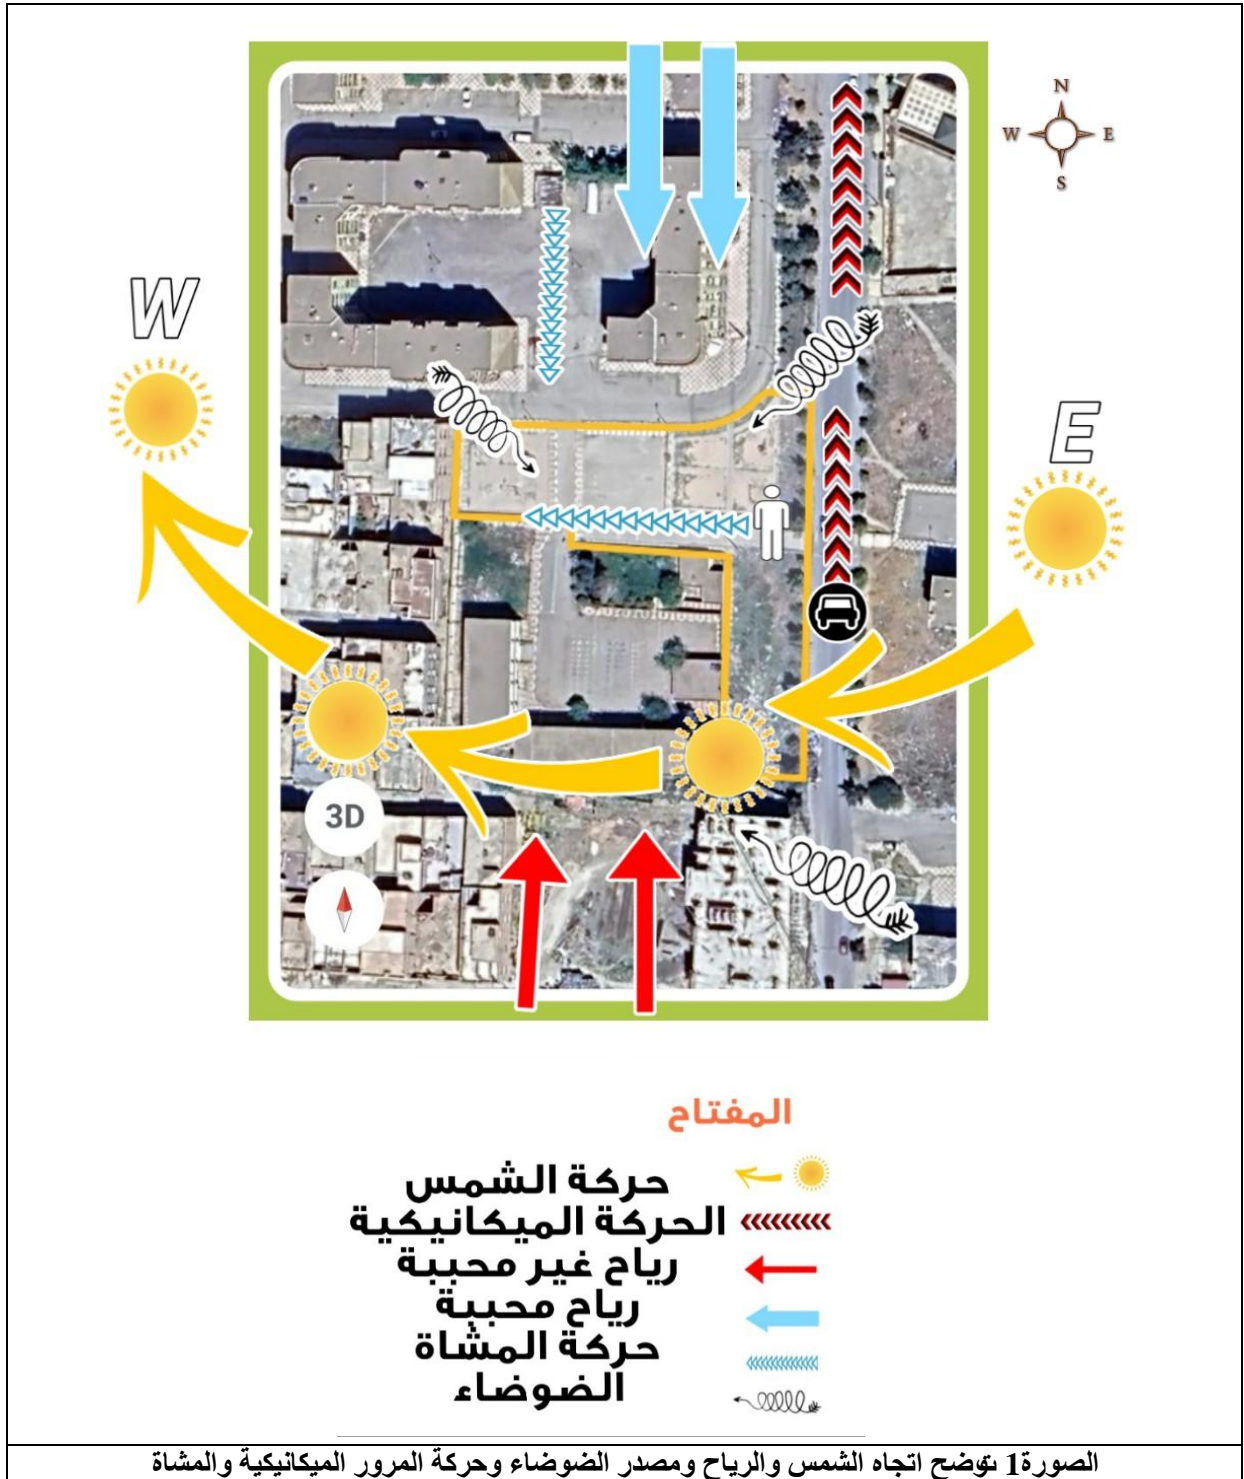 N
W E
S
W
E
3D
المفتاح
حركة الشمس
الحركة الميكانيكية
رياح غير محببة
رياح محببة
حركة المشاة
الضوضاء
الصورة1 توضح اتجاه الشمس والرياح ومصدر الضوضاء وحركة المرور الميكانيكية والمشاة